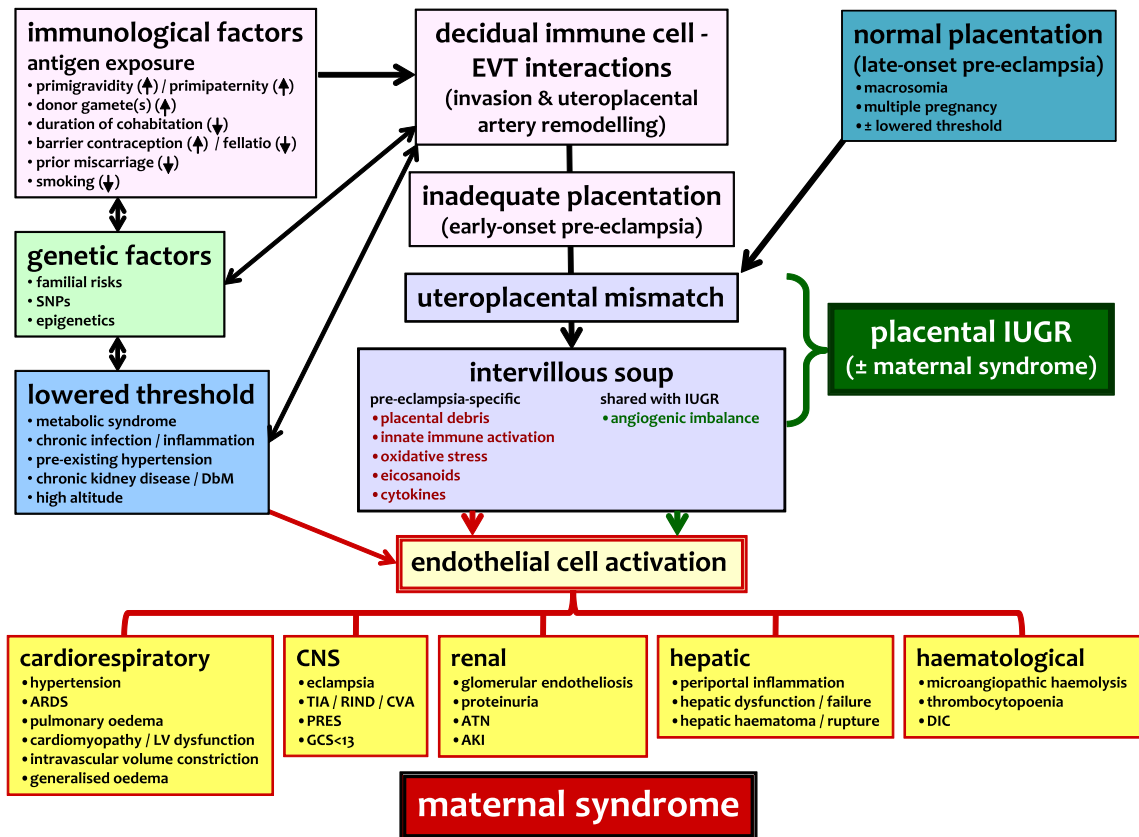 immunological factors
antigen exposure
• primigravidity (↑) / primipaternity (↑)
• donor gamete(s) (↑)
• duration of cohabitation (↓)
• barrier contraception (↑) / fellatio (↓)
• prior miscarriage (↓)
• smoking (↓)
decidual immune cell -
EVT interactions
(invasion & uteroplacental
artery remodelling)
normal placentation
(late-onset pre-eclampsia)
• macrosomia
• multiple pregnancy
• ± lowered threshold
inadequate placentation
(early-onset pre-eclampsia)
genetic factors
• familial risks
• SNPs
• epigenetics
uteroplacental mismatch
placental IUGR
(± maternal syndrome)
lowered threshold
• metabolic syndrome
• chronic infection / inflammation
• pre-existing hypertension
• chronic kidney disease / DbM
• high altitude
intervillous soup
pre-eclampsia-specific
• placental debris
• innate immune activation
• oxidative stress
• eicosanoids
• cytokines
shared with IUGR
• angiogenic imbalance
endothelial cell activation
cardiorespiratory
• hypertension
• ARDS
• pulmonary oedema
• cardiomyopathy / LV dysfunction
• intravascular volume constriction
• generalised oedema
CNS
• eclampsia
• TIA / RIND / CVA
• PRES
• GCS<13
renal
• glomerular endotheliosis
• proteinuria
• ATN
• AKI
hepatic
• periportal inflammation
• hepatic dysfunction / failure
• hepatic haematoma / rupture
haematological
• microangiopathic haemolysis
• thrombocytopoenia
• DIC
maternal syndrome